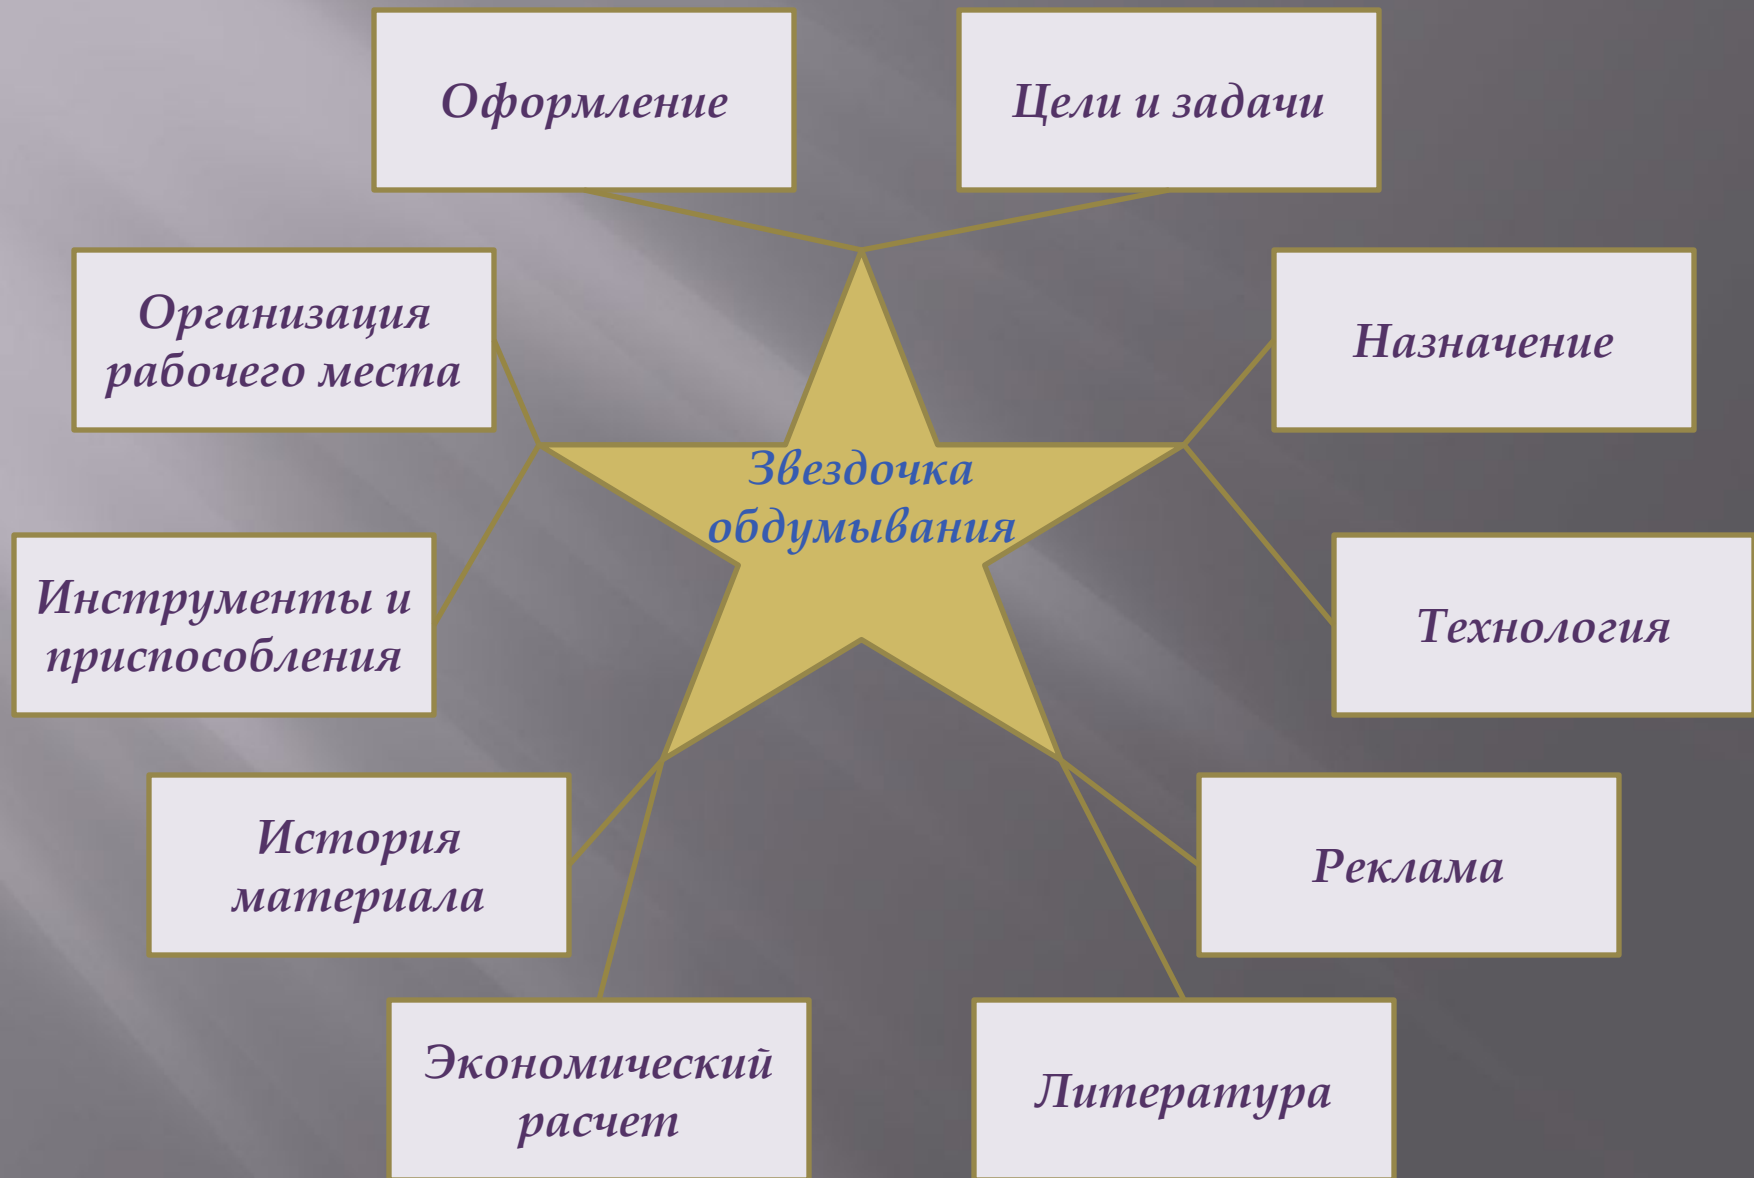 Оформление
Цели и задачи
Организация
рабочего места
Назначение
Звездочка
обдумывания
Инструменты и
приспособления
Технология
История
материала
Реклама
Экономический
расчет
Литература